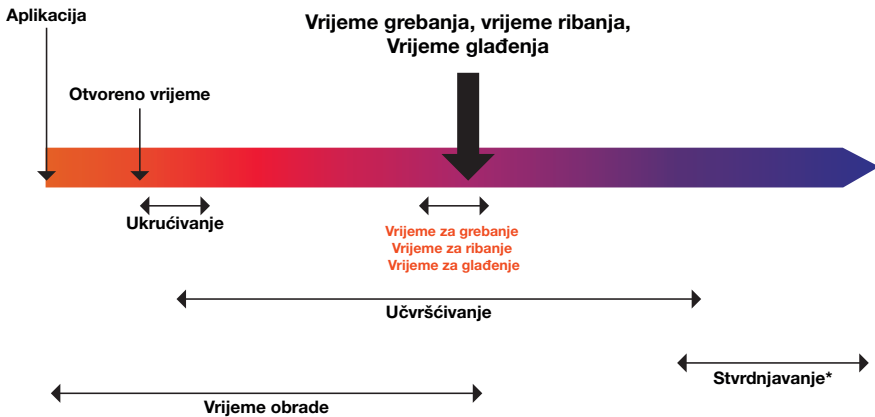 Aplikacija
Vrijeme grebanja, vrijeme ribanja,
Vrijeme glađenja
Otvoreno vrijeme
Ukrućivanje
Vrijeme za grebanje
Vrijeme za ribanje
Vrijeme za glađenje
Učvršćivanje
Stvrdnjavanje*
Vrijeme obrade